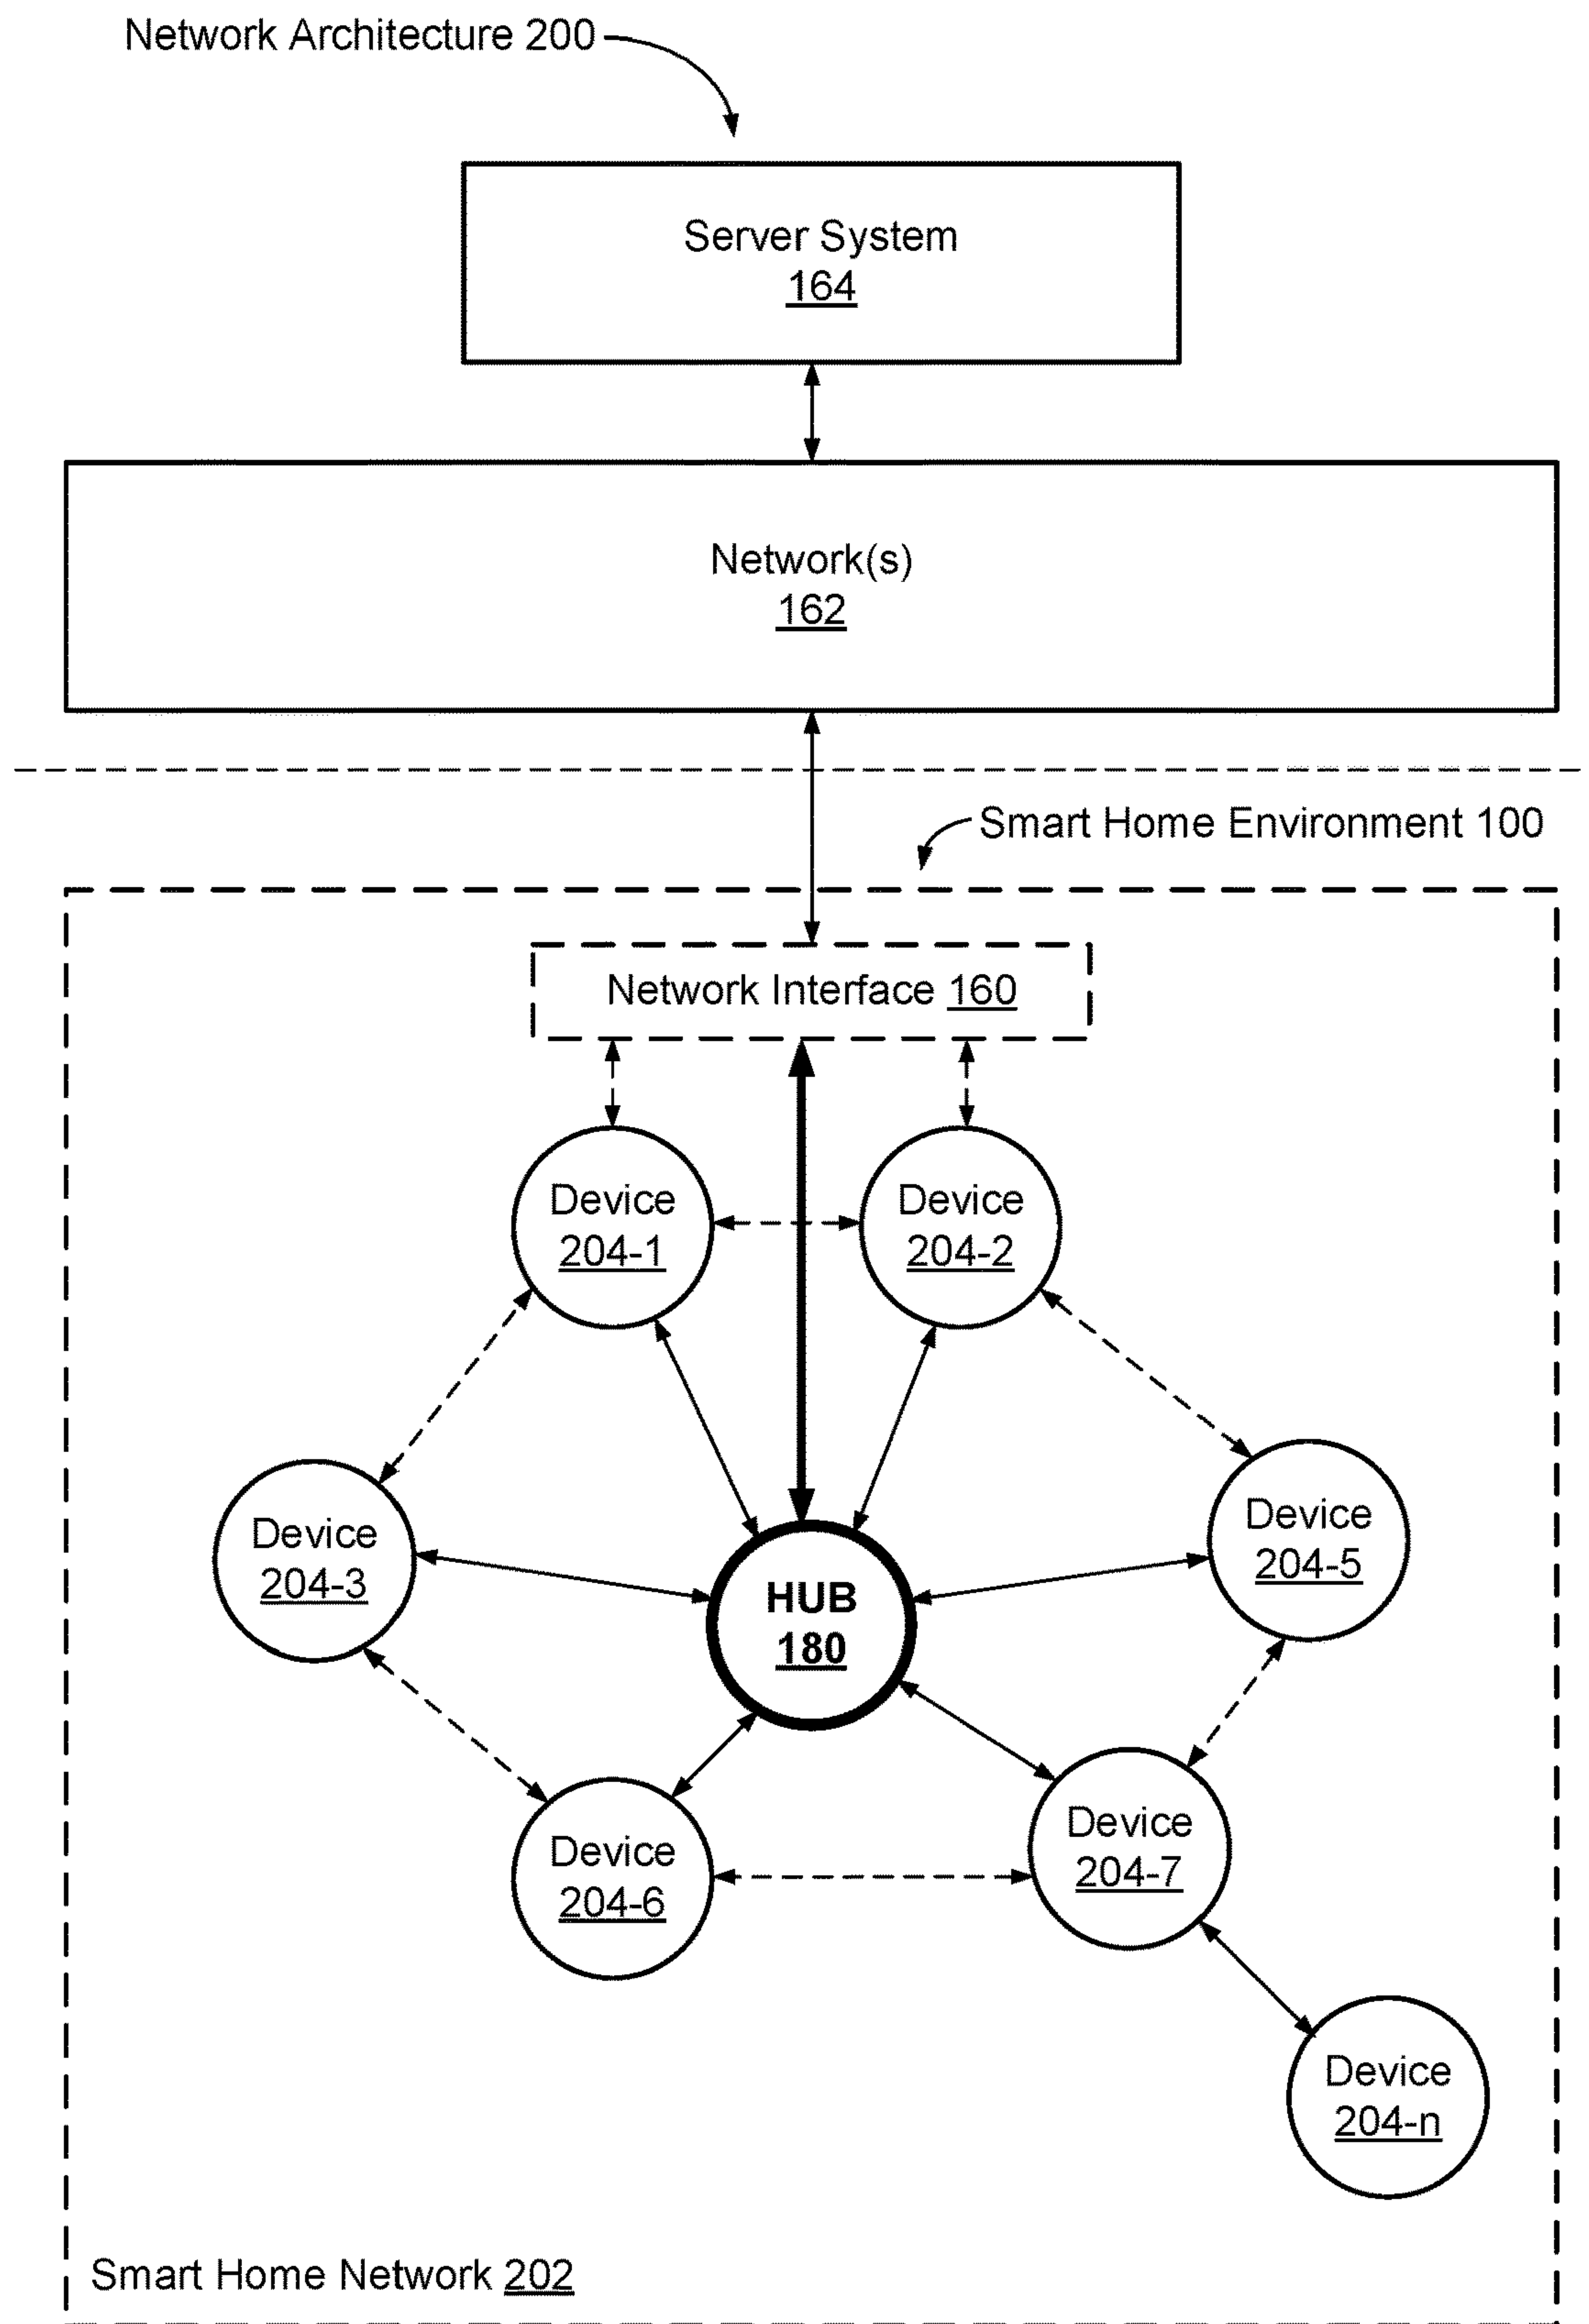 Network Architecture 200
Server System
164
Network(s)
162
Smart Home Environment 100
Network Interface 160
Device
204-1
Device
204-2
Device
204-3
Device
204-5
HUB
180
Device
204-6
Device
204-7
Device
204-n
Smart Home Network 202